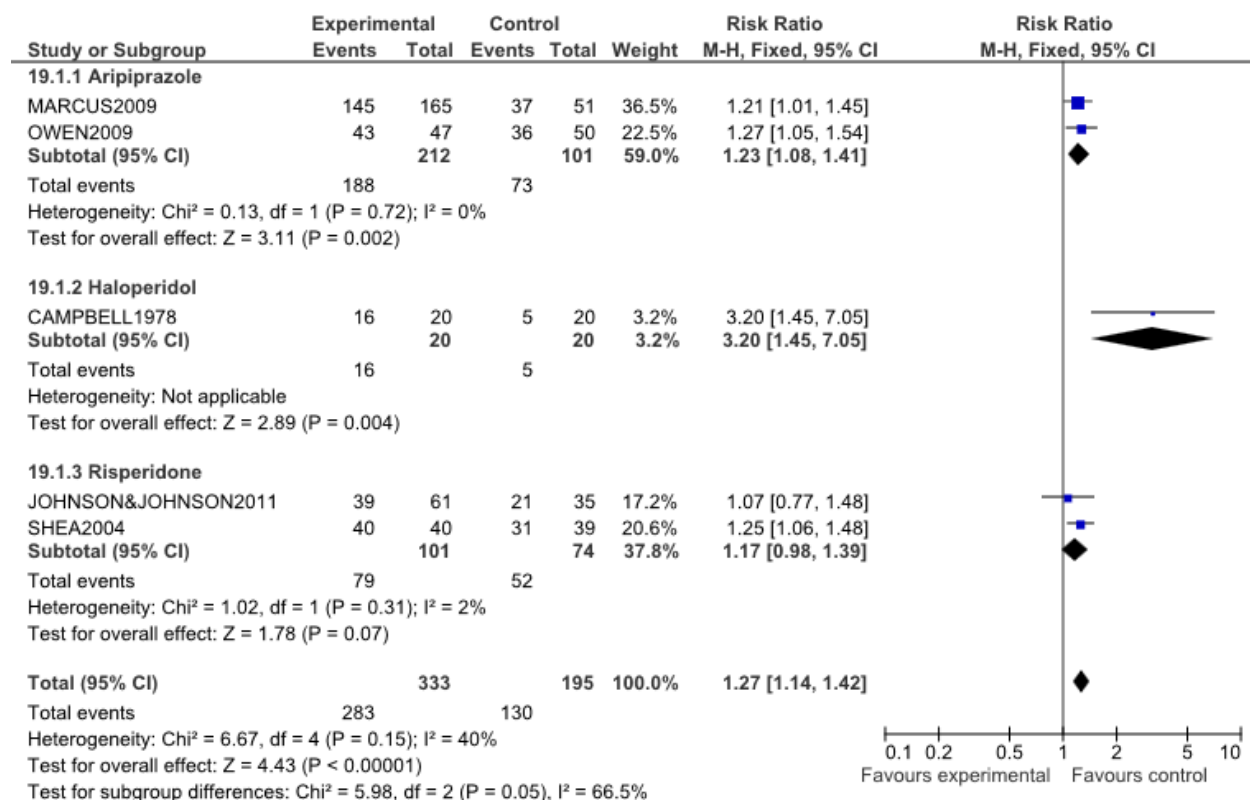 Experimental Control Risk Ratio Risk Ratio
Study or Subgroup Events Total Events Total Weight M-H, Fixed, 95% CI M-H, Fixed, 95% CI
19.1.1 Aripiprazole
MARCUS2009 145 165 37 51 36.5% 1.21 [1.01, 1.45]
OWEN2009 43 47 36 50 22.5% 1.27 [1.05, 1.54]
Subtotal (95% CI) 212 101 59.0% 1.23 [1.08, 1.41]
Total events 188 73
Heterogeneity: Chi² = 0.13, df = 1 (P = 0.72); I² = 0%
Test for overall effect: Z = 3.11 (P = 0.002)
19.1.2 Haloperidol
CAMPBELL1978 16 20 5 20 3.2% 3.20 [1.45, 7.05]
Subtotal (95% CI) 20 20 3.2% 3.20 [1.45, 7.05]
Total events 16 5
Heterogeneity: Not applicable
Test for overall effect: Z = 2.89 (P = 0.004)
19.1.3 Risperidone
JOHNSON&JOHNSON2011 39 61 21 35 17.2% 1.07 [0.77, 1.48]
SHEA2004 40 40 31 39 20.6% 1.25 [1.06, 1.48]
Subtotal (95% CI) 101 74 37.8% 1.17 [0.98, 1.39]
Total events 79 52
Heterogeneity: Chi² = 1.02, df = 1 (P = 0.31); I² = 2%
Test for overall effect: Z = 1.78 (P = 0.07)
Total (95% CI) 333 195 100.0% 1.27 [1.14, 1.42]
Total events 283 130
Heterogeneity: Chi² = 6.67, df = 4 (P = 0.15); I² = 40%
Test for overall effect: Z = 4.43 (P < 0.00001)
Test for subgroup differences: Chi² = 5.98, df = 2 (P = 0.05), I² = 66.5%
0.1 0.2 0.5 1 2 5 10
Favours experimental Favours control